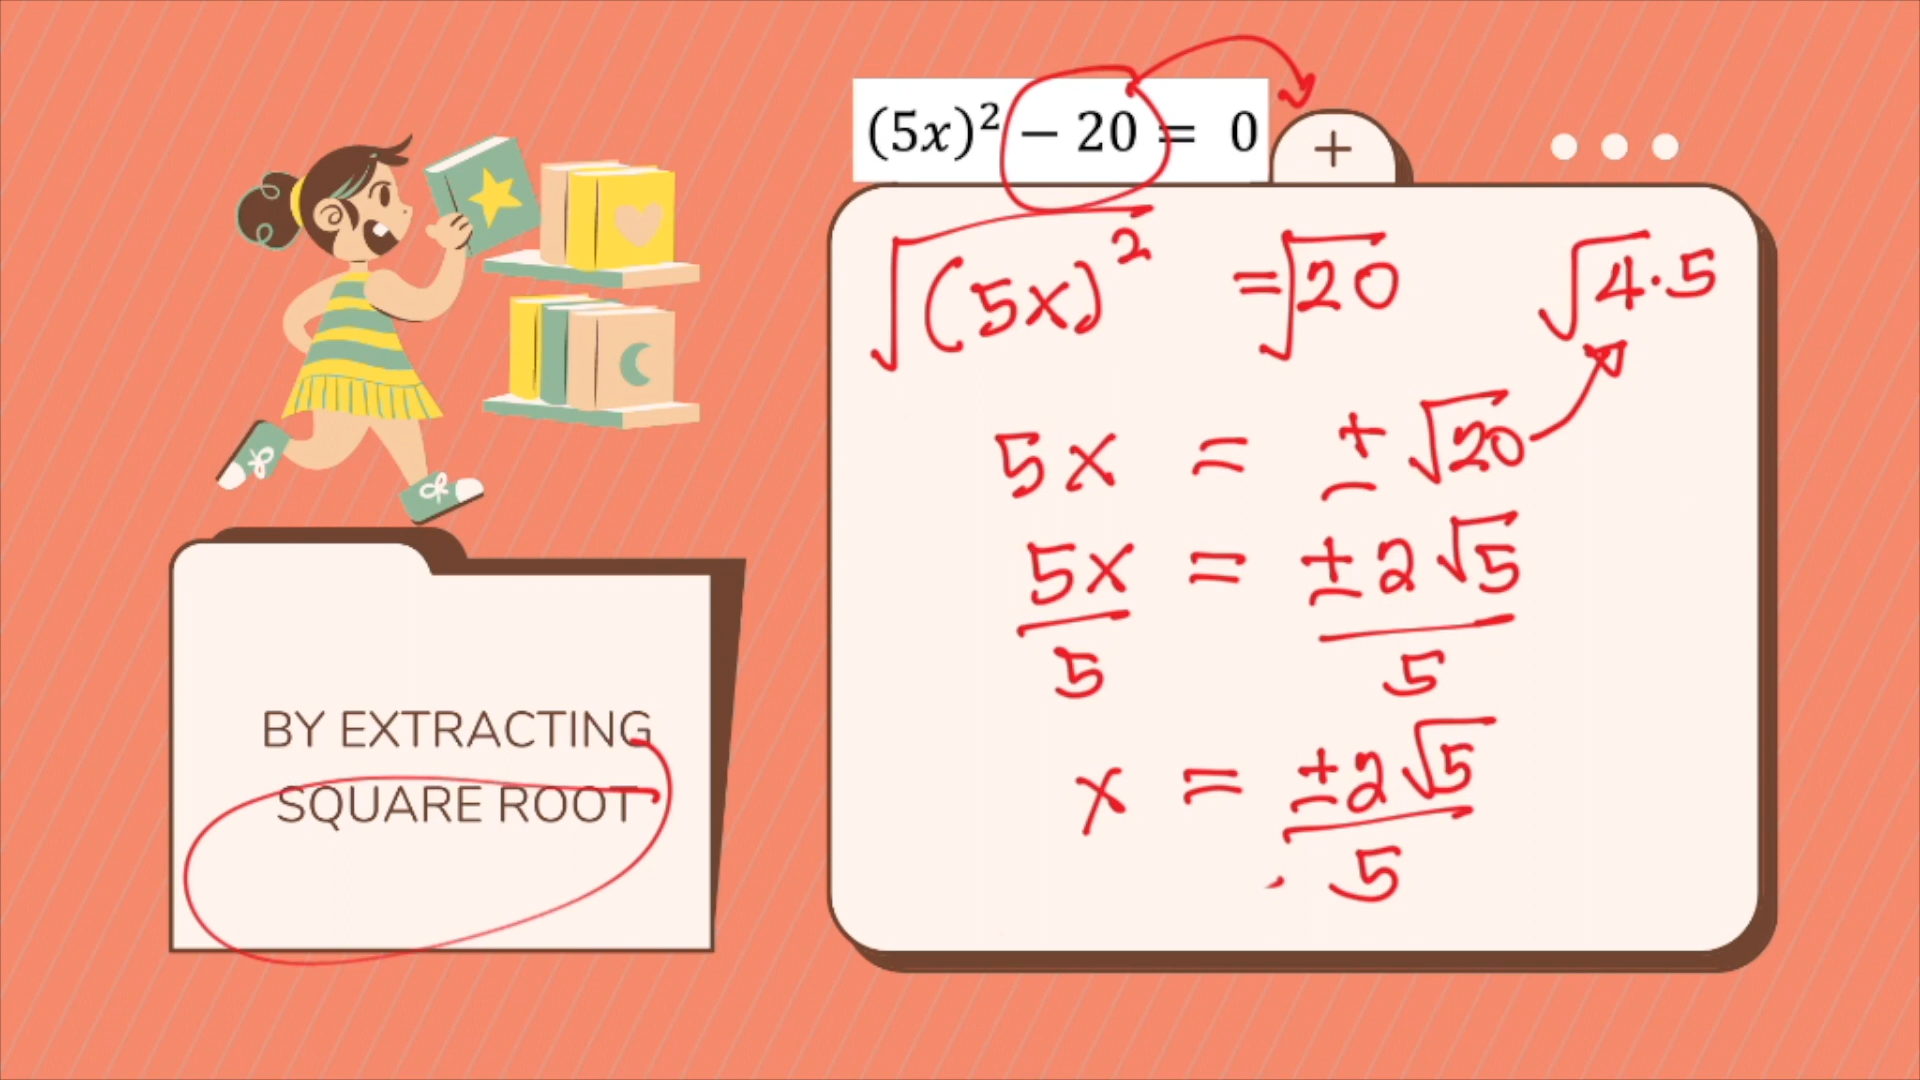 (5x)² − 20 = 0
+
√(5x)² = √20
√4·5
5x = ± √20
5x/5 = ±2√5/5
x = ±2√5/5
BY EXTRACTING
SQUARE ROOT